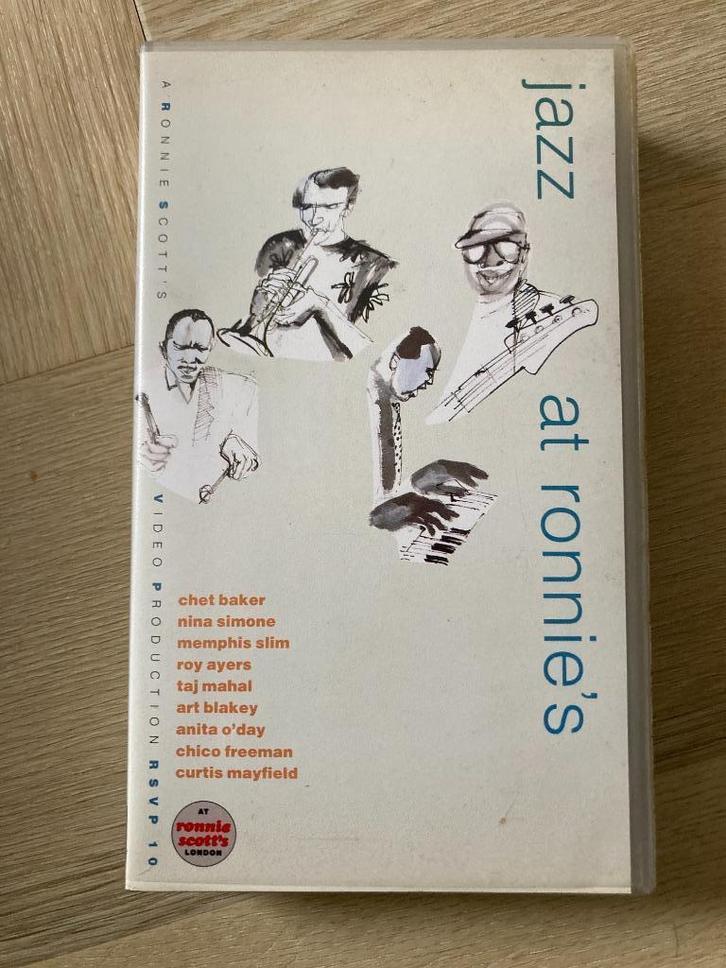 jazz at ronnie's
A RONNIE SCOTT'S VIDEO PRODUCTION RSVP 10
chet baker
nina simone
memphis slim
roy ayers
taj mahal
art blakey
anita o'day
chico freeman
curtis mayfield
AT
ronnie
scott's
LONDON